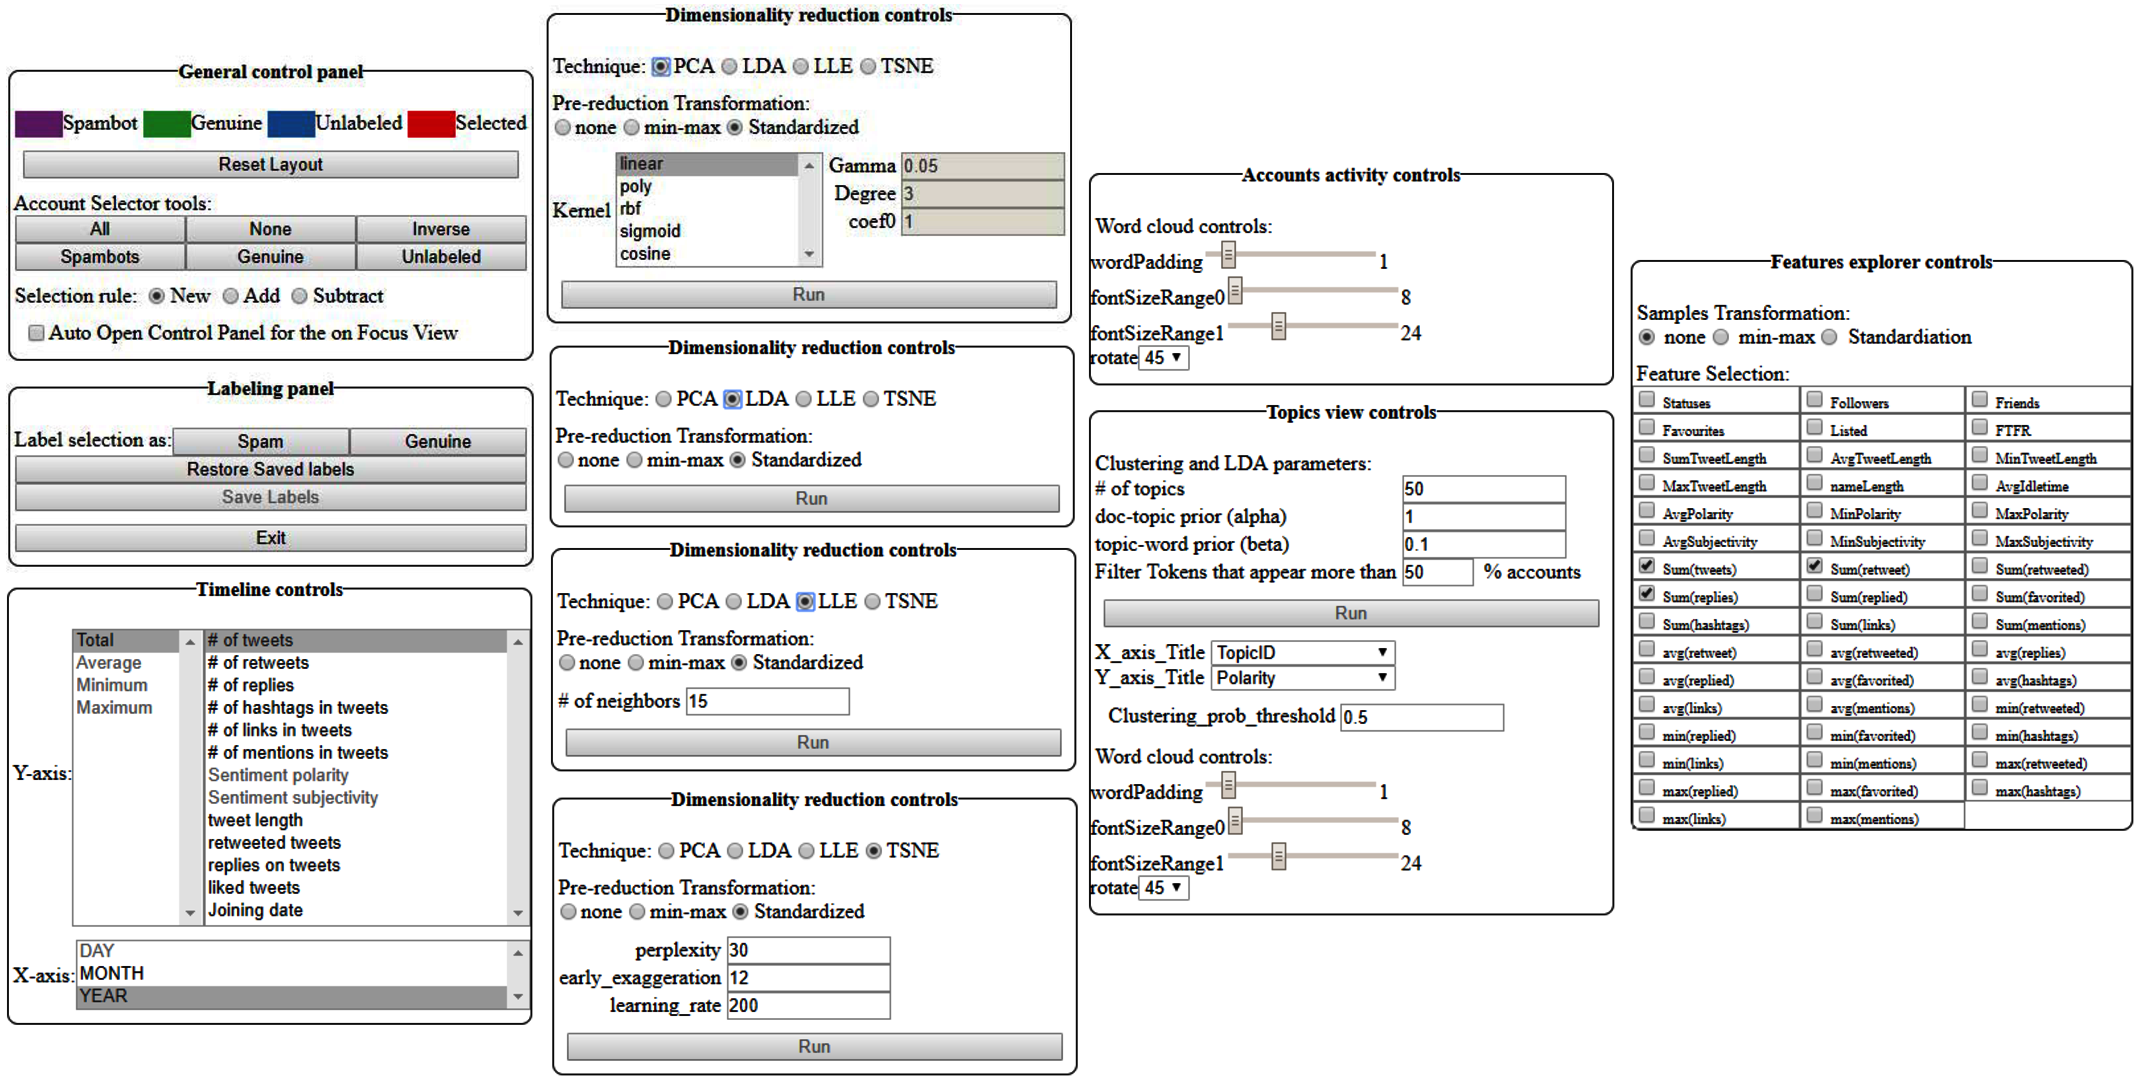 General control panel
Spambot Genuine Unlabeled Selected
Reset Layout
Account Selector tools:
All None Inverse
Spambots Genuine Unlabeled
Selection rule: New Add Subtract
Auto Open Control Panel for the on Focus View
Labeling panel
Label selection as: Spam Genuine
Restore Saved labels
Save Labels
Exit
Timeline controls
Y-axis:
Total
Average
Minimum
Maximum
# of tweets
# of retweets
# of replies
# of hashtags in tweets
# of links in tweets
# of mentions in tweets
Sentiment polarity
Sentiment subjectivity
tweet length
retweeted tweets
replies on tweets
liked tweets
Joining date
X-axis:
DAY
MONTH
YEAR
Dimensionality reduction controls
Technique: PCA LDA LLE TSNE
Pre-reduction Transformation:
none min-max Standardized
Kernel
linear
poly
rbf
sigmoid
cosine
Gamma 0.05
Degree 3
coef0 1
Run
Dimensionality reduction controls
Technique: PCA LDA LLE TSNE
Pre-reduction Transformation:
none min-max Standardized
Run
Dimensionality reduction controls
Technique: PCA LDA LLE TSNE
Pre-reduction Transformation:
none min-max Standardized
# of neighbors 15
Run
Dimensionality reduction controls
Technique: PCA LDA LLE TSNE
Pre-reduction Transformation:
none min-max Standardized
perplexity 30
early_exaggeration 12
learning_rate 200
Run
Accounts activity controls
Word cloud controls:
wordPadding 1
fontSizeRange0 8
fontSizeRange1 24
rotate 45
Topics view controls
Clustering and LDA parameters:
# of topics 50
doc-topic prior (alpha) 1
topic-word prior (beta) 0.1
Filter Tokens that appear more than 50 % accounts
Run
X_axis_Title TopicID
Y_axis_Title Polarity
Clustering_prob_threshold 0.5
Word cloud controls:
wordPadding 1
fontSizeRange0 8
fontSizeRange1 24
rotate 45
Features explorer controls
Samples Transformation:
none min-max Standardiation
Feature Selection:
Statuses Followers Friends
Favourites Listed FTFR
SumTweetLength AvgTweetLength MinTweetLength
MaxTweetLength nameLength AvgIdletime
AvgPolarity MinPolarity MaxPolarity
AvgSubjectivity MinSubjectivity MaxSubjectivity
Sum(tweets) Sum(retweet) Sum(retweeted)
Sum(replies) Sum(replied) Sum(favorited)
Sum(hashtags) Sum(links) Sum(mentions)
avg(retweet) avg(retweeted) avg(replies)
avg(replied) avg(favorited) avg(hashtags)
avg(links) avg(mentions) min(retweeted)
min(replied) min(favorited) min(hashtags)
min(links) min(mentions) max(retweeted)
max(replied) max(favorited) max(hashtags)
max(links) max(mentions)